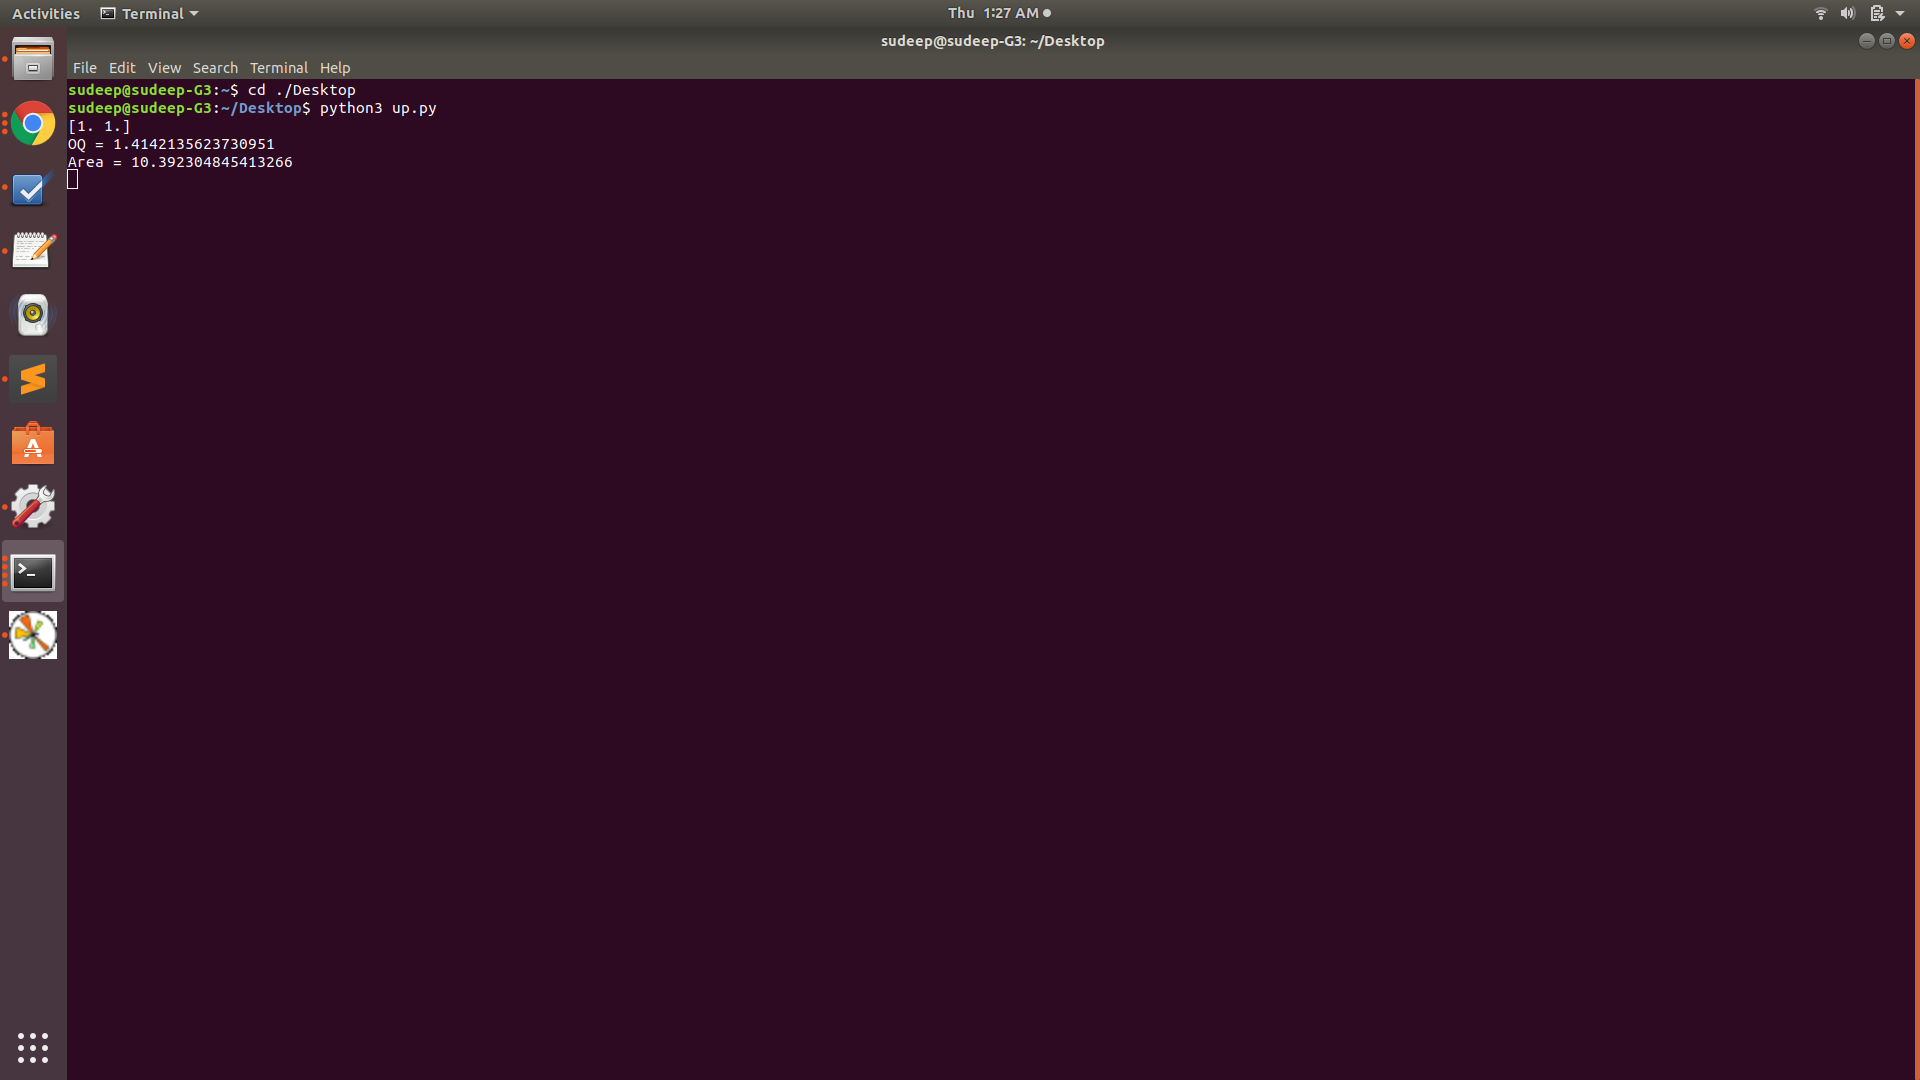 Activities Terminal Thu 1:27 AM
sudeep@sudeep-G3: ~/Desktop
File Edit View Search Terminal Help
sudeep@sudeep-G3:~$ cd ./Desktop
sudeep@sudeep-G3:~/Desktop$ python3 up.py
[1. 1.]
OQ = 1.4142135623730951
Area = 10.392304845413266